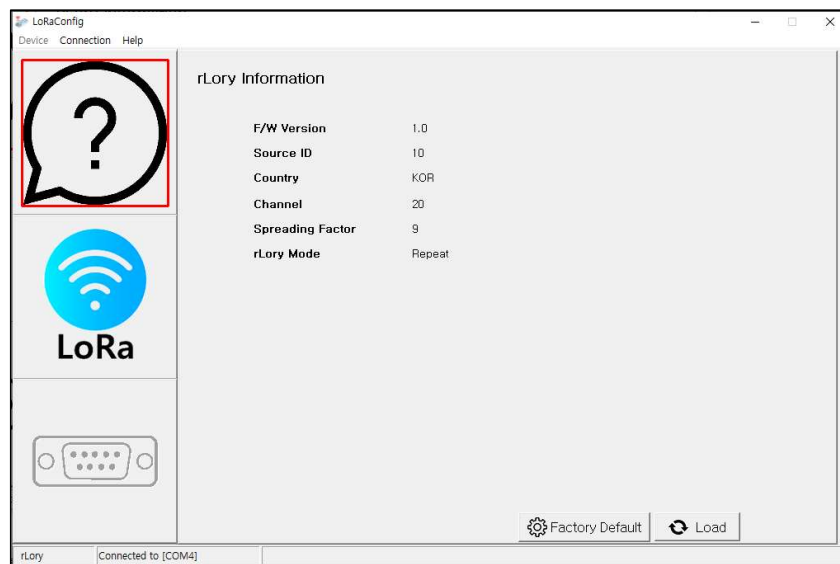 LoRaConfig
Device Connection Help
?
rLory Information
F/W Version 1.0
Source ID 10
Country KOR
Channel 20
Spreading Factor 9
rLory Mode Repeat
LoRa
Factory Default Load
rLory Connected to [COM4]